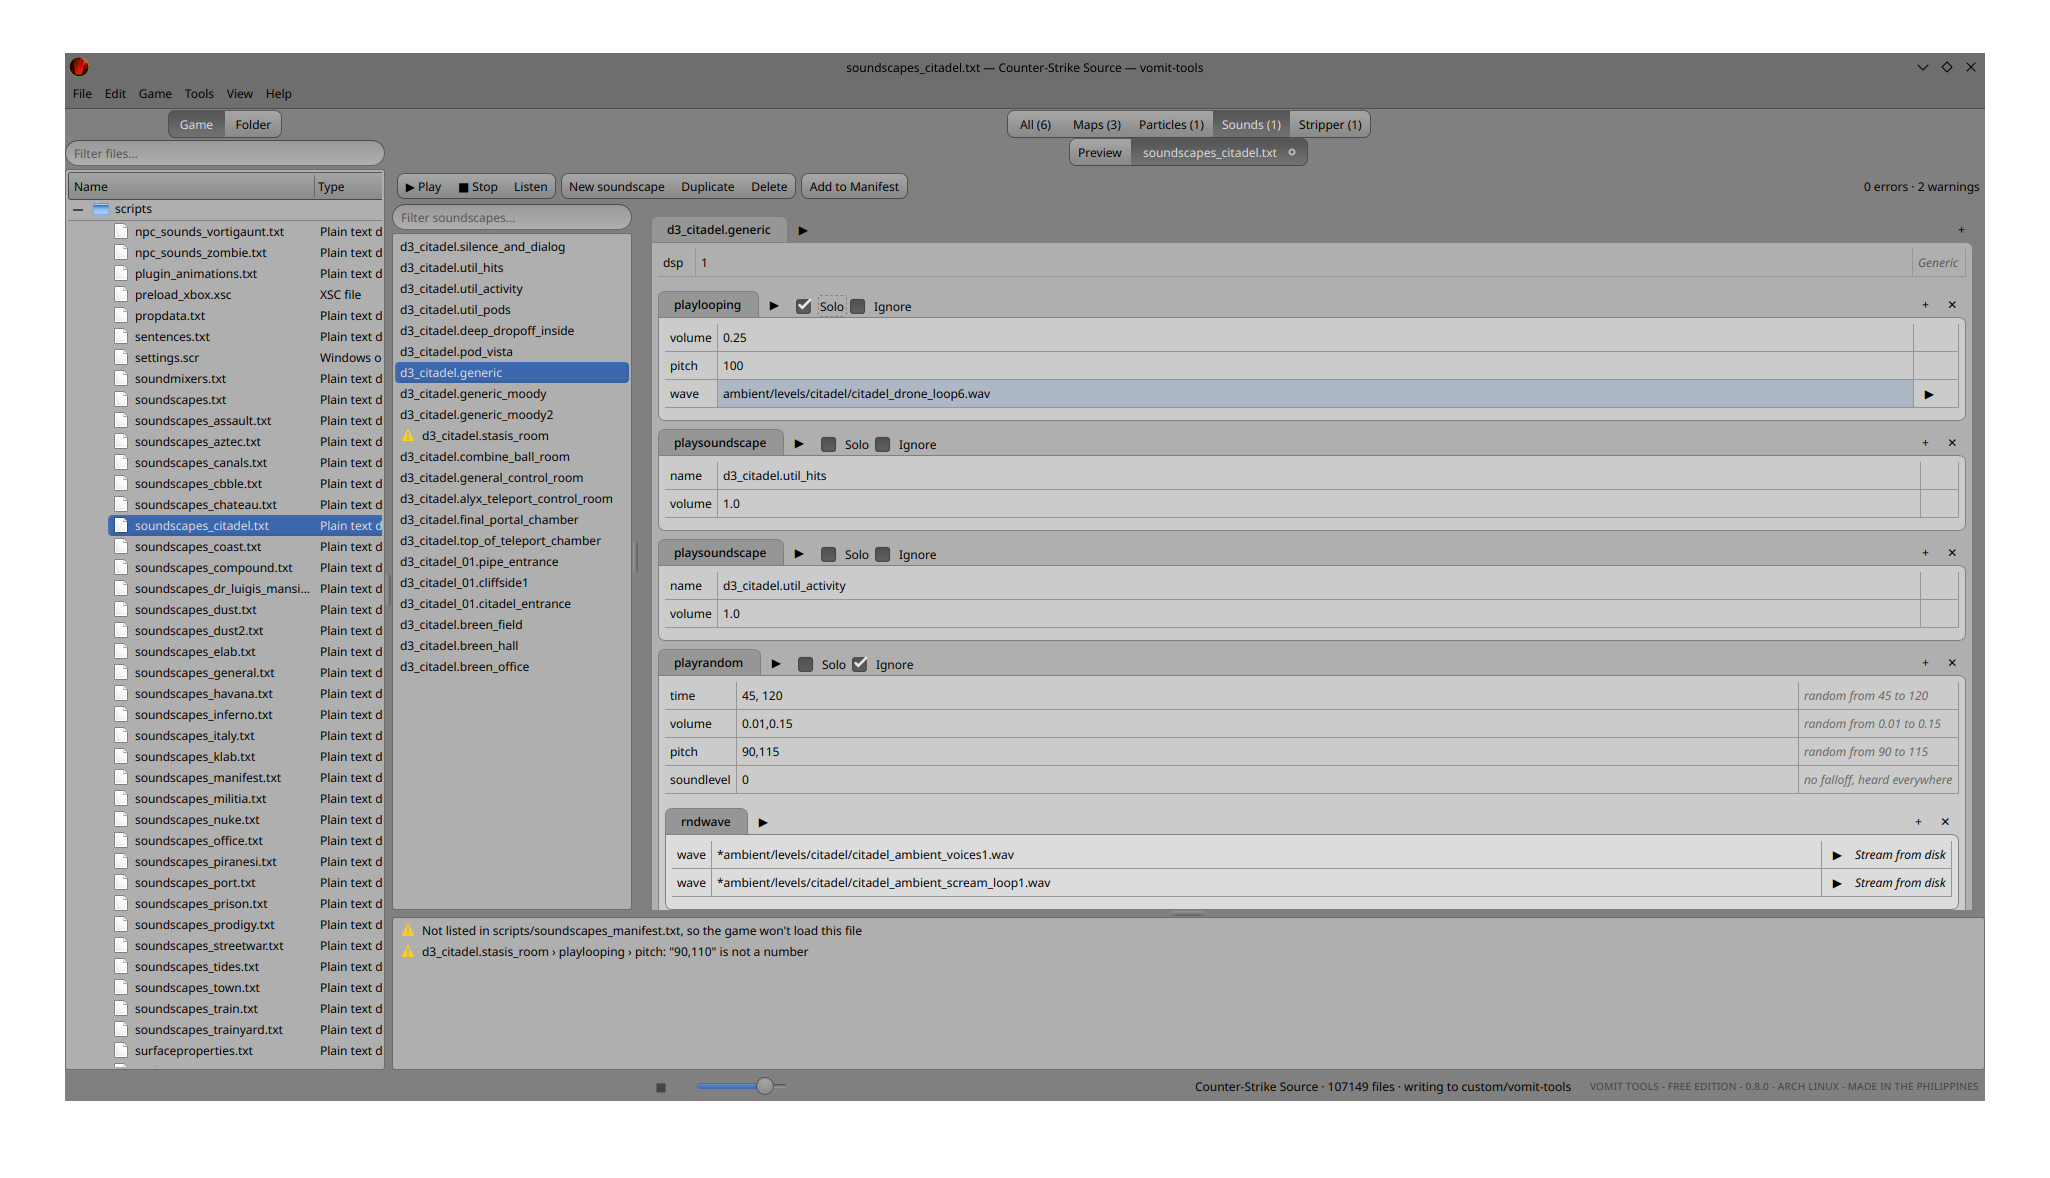 soundscapes_citadel.txt — Counter-Strike Source — vomit-tools
File Edit Game Tools View Help
Game Folder
All (6) Maps (3) Particles (1) Sounds (1) Stripper (1)
Filter files...
Preview soundscapes_citadel.txt
Name Type
scripts
npc_sounds_vortigaunt.txt Plain text d
npc_sounds_zombie.txt Plain text d
plugin_animations.txt Plain text d
preload_xbox.xsc XSC file
propdata.txt Plain text d
sentences.txt Plain text d
settings.scr Windows o
soundmixers.txt Plain text d
soundscapes.txt Plain text d
soundscapes_assault.txt Plain text d
soundscapes_aztec.txt Plain text d
soundscapes_canals.txt Plain text d
soundscapes_cbble.txt Plain text d
soundscapes_chateau.txt Plain text d
soundscapes_citadel.txt Plain text d
soundscapes_coast.txt Plain text d
soundscapes_compound.txt Plain text d
soundscapes_dr_luigis_mansi... Plain text d
soundscapes_dust.txt Plain text d
soundscapes_dust2.txt Plain text d
soundscapes_elab.txt Plain text d
soundscapes_general.txt Plain text d
soundscapes_havana.txt Plain text d
soundscapes_inferno.txt Plain text d
soundscapes_italy.txt Plain text d
soundscapes_klab.txt Plain text d
soundscapes_manifest.txt Plain text d
soundscapes_militia.txt Plain text d
soundscapes_nuke.txt Plain text d
soundscapes_office.txt Plain text d
soundscapes_piranesi.txt Plain text d
soundscapes_port.txt Plain text d
soundscapes_prison.txt Plain text d
soundscapes_prodigy.txt Plain text d
soundscapes_streetwar.txt Plain text d
soundscapes_tides.txt Plain text d
soundscapes_town.txt Plain text d
soundscapes_train.txt Plain text d
soundscapes_trainyard.txt Plain text d
surfaceproperties.txt Plain text d
▶ Play ■ Stop Listen New soundscape Duplicate Delete Add to Manifest 0 errors · 2 warnings
Filter soundscapes...
d3_citadel.silence_and_dialog
d3_citadel.util_hits
d3_citadel.util_activity
d3_citadel.util_pods
d3_citadel.deep_dropoff_inside
d3_citadel.pod_vista
d3_citadel.generic
d3_citadel.generic_moody
d3_citadel.generic_moody2
d3_citadel.stasis_room
d3_citadel.combine_ball_room
d3_citadel.general_control_room
d3_citadel.alyx_teleport_control_room
d3_citadel.final_portal_chamber
d3_citadel.top_of_teleport_chamber
d3_citadel_01.pipe_entrance
d3_citadel_01.cliffside1
d3_citadel_01.citadel_entrance
d3_citadel.breen_field
d3_citadel.breen_hall
d3_citadel.breen_office
d3_citadel.generic ▶ +
dsp 1 Generic
playlooping ▶ Solo Ignore + ×
volume 0.25
pitch 100
wave ambient/levels/citadel/citadel_drone_loop6.wav ▶
playsoundscape ▶ Solo Ignore + ×
name d3_citadel.util_hits
volume 1.0
playsoundscape ▶ Solo Ignore + ×
name d3_citadel.util_activity
volume 1.0
playrandom ▶ Solo Ignore + ×
time 45, 120 random from 45 to 120
volume 0.01,0.15 random from 0.01 to 0.15
pitch 90,115 random from 90 to 115
soundlevel 0 no falloff, heard everywhere
rndwave ▶ + ×
wave *ambient/levels/citadel/citadel_ambient_voices1.wav ▶ Stream from disk
wave *ambient/levels/citadel/citadel_ambient_scream_loop1.wav ▶ Stream from disk
Not listed in scripts/soundscapes_manifest.txt, so the game won't load this file
d3_citadel.stasis_room › playlooping › pitch: "90,110" is not a number
Counter-Strike Source · 107149 files · writing to custom/vomit-tools VOMIT TOOLS - FREE EDITION - 0.8.0 - ARCH LINUX - MADE IN THE PHILIPPINES